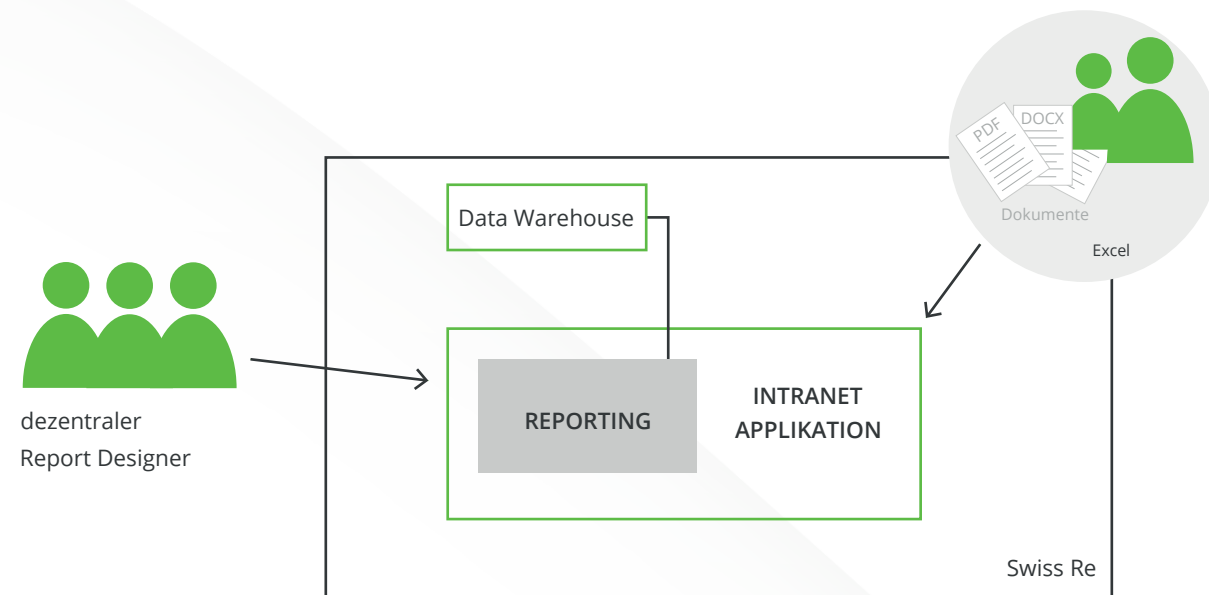 PDF
DOCX
Dokumente
Excel
Data Warehouse
dezentraler
Report Designer
REPORTING
INTRANET
APPLIKATION
Swiss Re